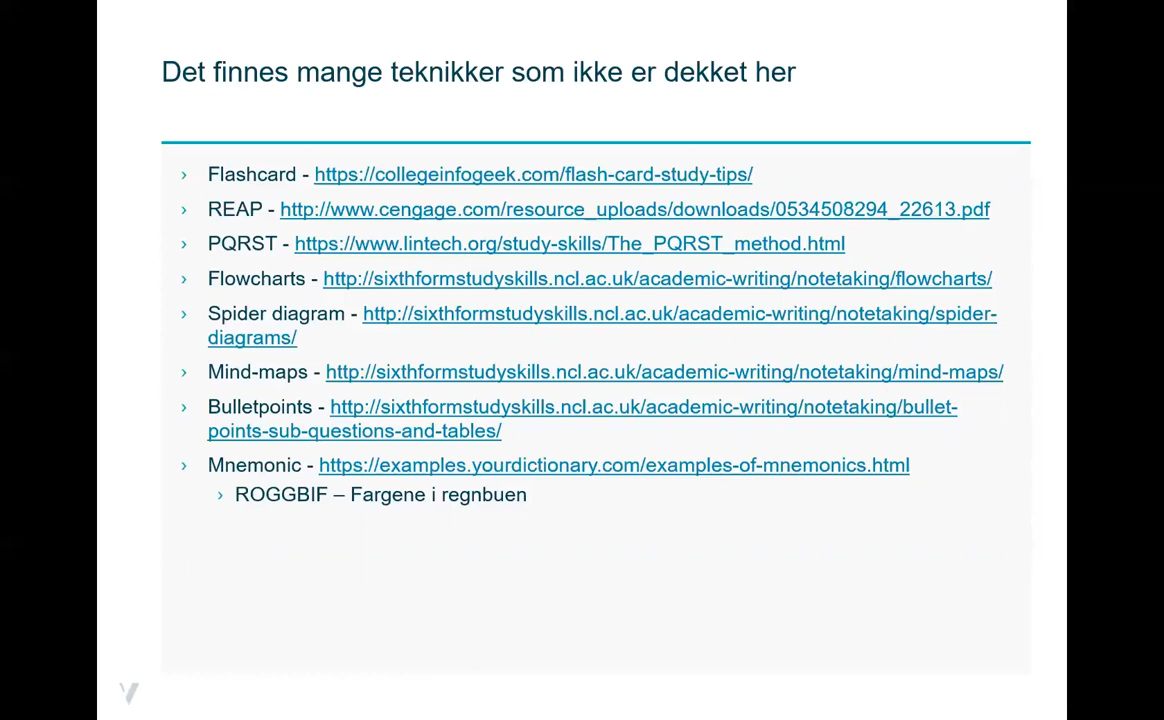 Det finnes mange teknikker som ikke er dekket her
› Flashcard - https://collegeinfogeek.com/flash-card-study-tips/
› REAP - http://www.cengage.com/resource_uploads/downloads/0534508294_22613.pdf
› PQRST - https://www.lintech.org/study-skills/The_PQRST_method.html
› Flowcharts - http://sixthformstudyskills.ncl.ac.uk/academic-writing/notetaking/flowcharts/
› Spider diagram - http://sixthformstudyskills.ncl.ac.uk/academic-writing/notetaking/spider-
diagrams/
› Mind-maps - http://sixthformstudyskills.ncl.ac.uk/academic-writing/notetaking/mind-maps/
› Bulletpoints - http://sixthformstudyskills.ncl.ac.uk/academic-writing/notetaking/bullet-
points-sub-questions-and-tables/
› Mnemonic - https://examples.yourdictionary.com/examples-of-mnemonics.html
› ROGGBIF – Fargene i regnbuen